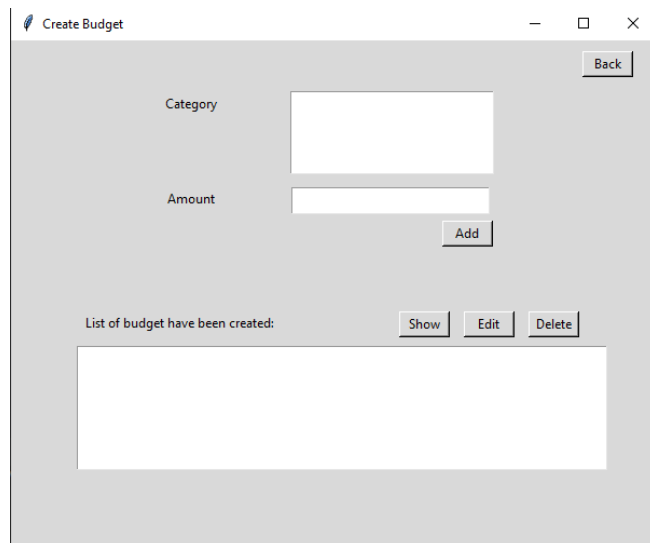 Create Budget
Back
Category
Amount
Add
List of budget have been created:
Show Edit Delete